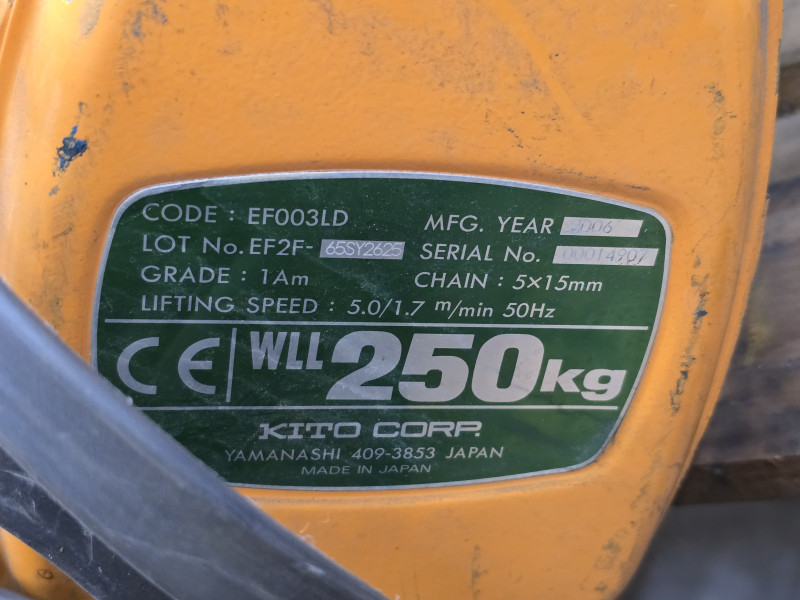 CODE : EF003LD
MFG. YEAR 2006
LOT No. EF2F-65SY2625
SERIAL No. 00014907
GRADE : 1Am
CHAIN : 5×15mm
LIFTING SPEED : 5.0/1.7 m/min 50Hz
CE WLL 250kg
KITO CORP.
YAMANASHI 409-3853 JAPAN
MADE IN JAPAN